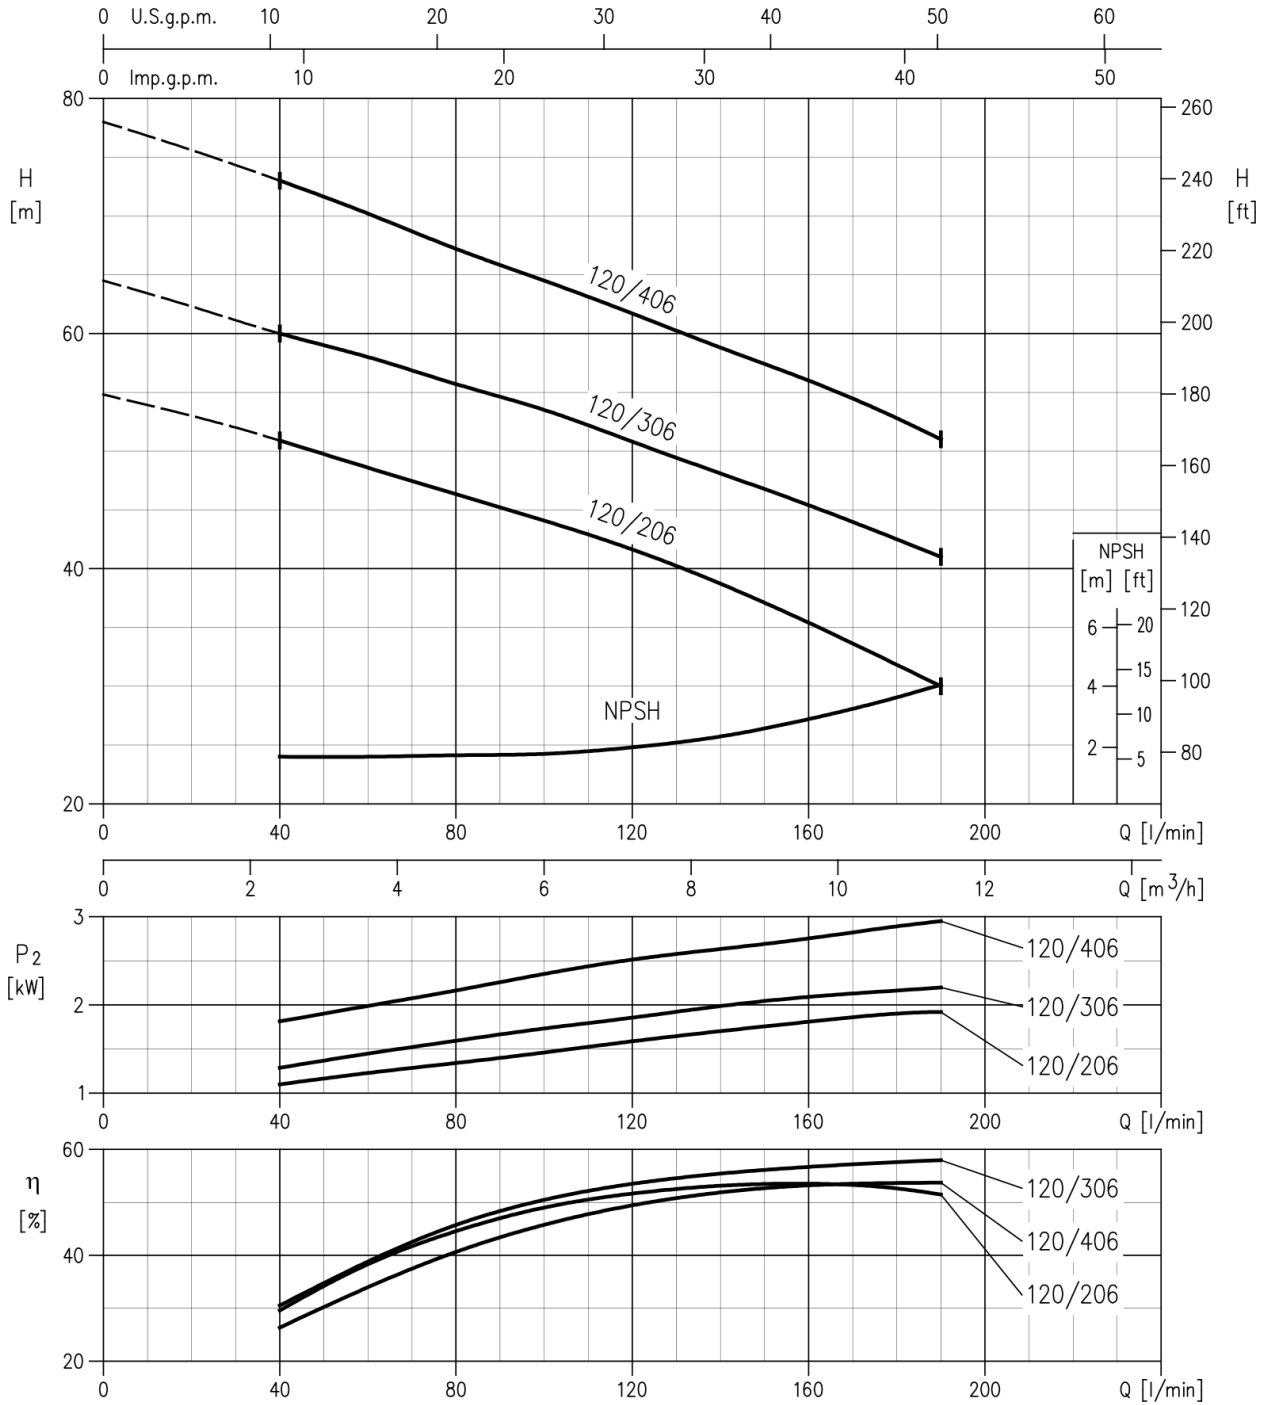 0 U.S.g.p.m. 10 20 30 40 50 60
0 Imp.g.p.m. 10 20 30 40 50
80 260
H 240 H
[m] [ft]
220
120/406
60 200
180
120/306
160
120/206
140
NPSH
40 [m] [ft]
120
6 20
15
4 100
NPSH
10
2 80
5
20
0 40 80 120 160 200 Q [l/min]
0 2 4 6 8 10 12 Q [m³/h]
3
P2 120/406
[kW]
2 120/306
120/206
1
0 40 80 120 160 200 Q [l/min]
60
η 120/306
[%]
40 120/406
120/206
20
0 40 80 120 160 200 Q [l/min]